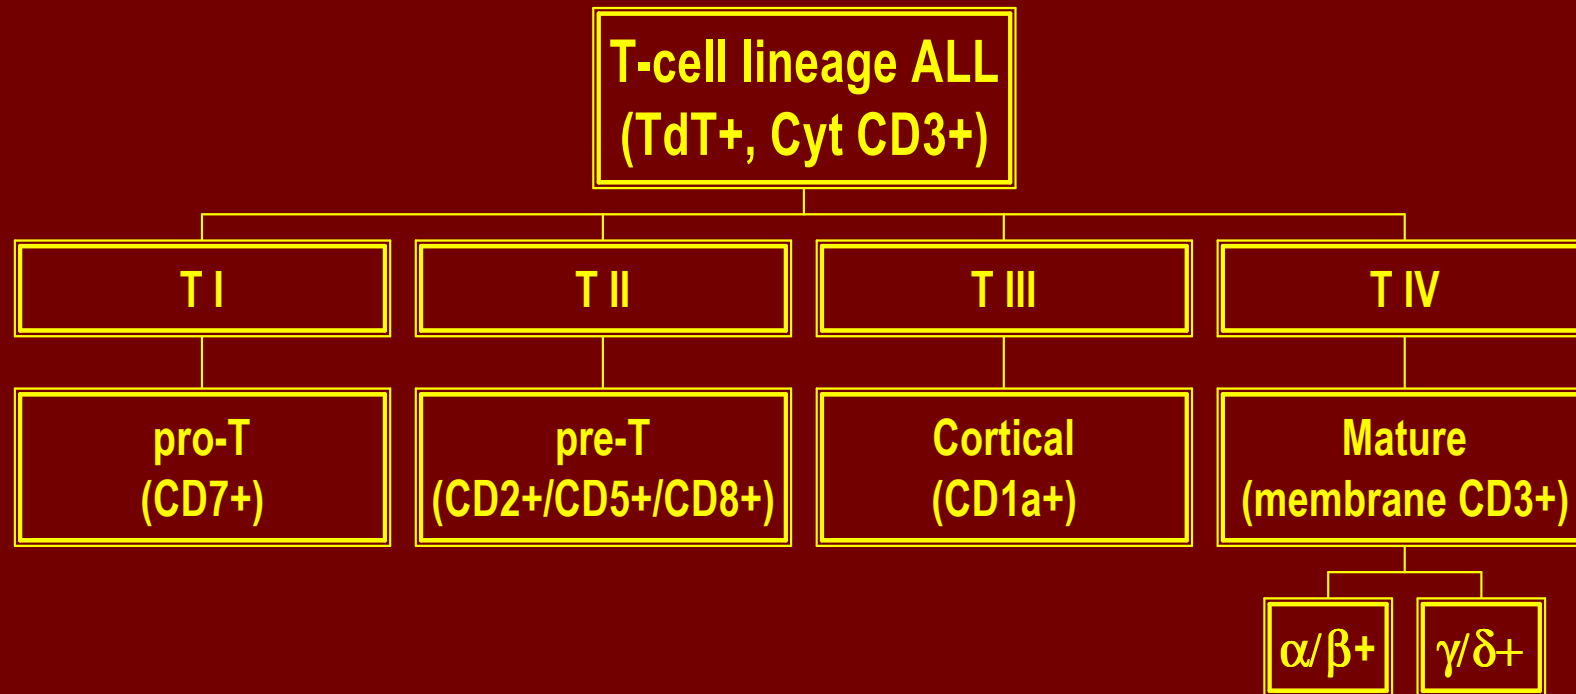 T-cell lineage ALL
(TdT+, Cyt CD3+)
T I
T II
T III
T IV
pro-T
(CD7+)
pre-T
(CD2+/CD5+/CD8+)
Cortical
(CD1a+)
Mature
(membrane CD3+)
α/β+
γ/δ+